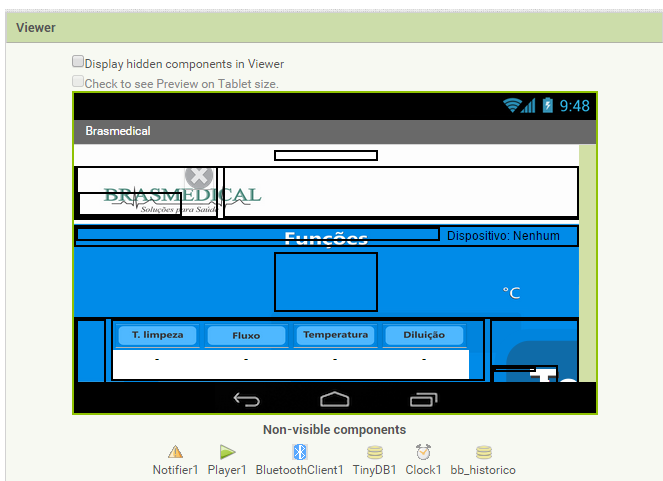 Viewer
Display hidden components in Viewer
Check to see Preview on Tablet size.
9:48
Brasmedical
BRASMEDICAL
Soluções para Saúde
Funções
Dispositivo: Nenhum
°C
T. limpeza Fluxo Temperatura Diluição
- - - -
Non-visible components
Notifier1 Player1 BluetoothClient1 TinyDB1 Clock1 bb_historico